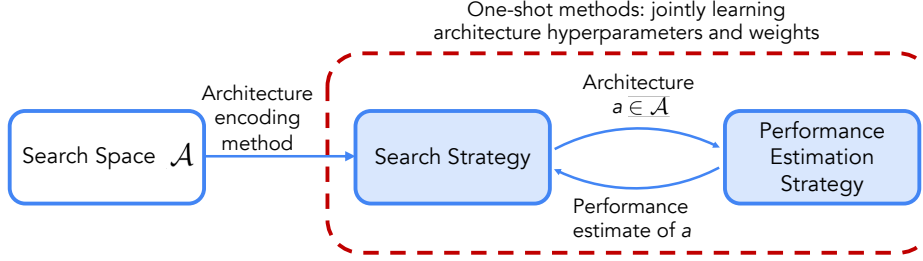 One-shot methods: jointly learning
architecture hyperparameters and weights
Architecture
encoding
method
Search Space 𝒜
Search Strategy
Architecture
a ∈ 𝒜
Performance
estimate of a
Performance
Estimation
Strategy